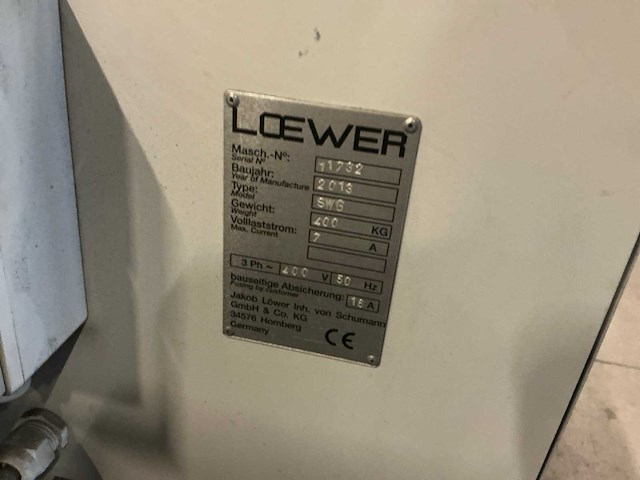 LŒWER
Masch.-Nº: 11732
Serial Nº
Baujahr: 2013
Year of Manufacture
Type: SWG
Model
Gewicht: 400 KG
Weight
Volllaststrom: 7 A
Max. Current
3 Ph ~ 400 V 50 Hz
bauseitige Absicherung: 16 A
Fusing by customer
Jakob Löwer Inh. von Schumann
GmbH & Co. KG
34576 Homberg
Germany CE